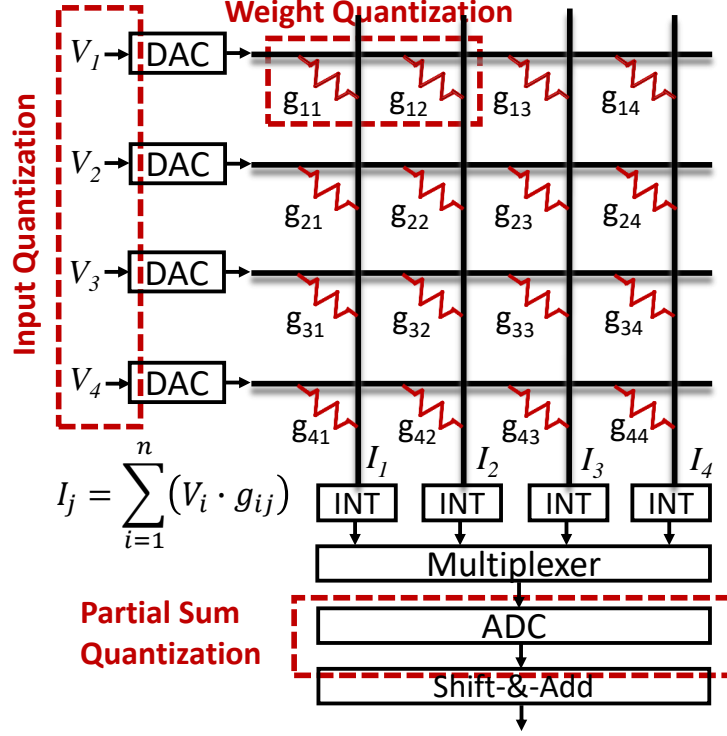 Weight Quantization
V₁ DAC
g₁₁ g₁₂ g₁₃ g₁₄
V₂ DAC
g₂₁ g₂₂ g₂₃ g₂₄
Input Quantization
V₃ DAC
g₃₁ g₃₂ g₃₃ g₃₄
V₄ DAC
g₄₁ g₄₂ g₄₃ g₄₄
I₁ I₂ I₃ I₄
Iⱼ = ∑ⁿᵢ₌₁ (Vᵢ · gᵢⱼ)
INT INT INT INT
Multiplexer
Partial Sum
Quantization
ADC
Shift-&-Add